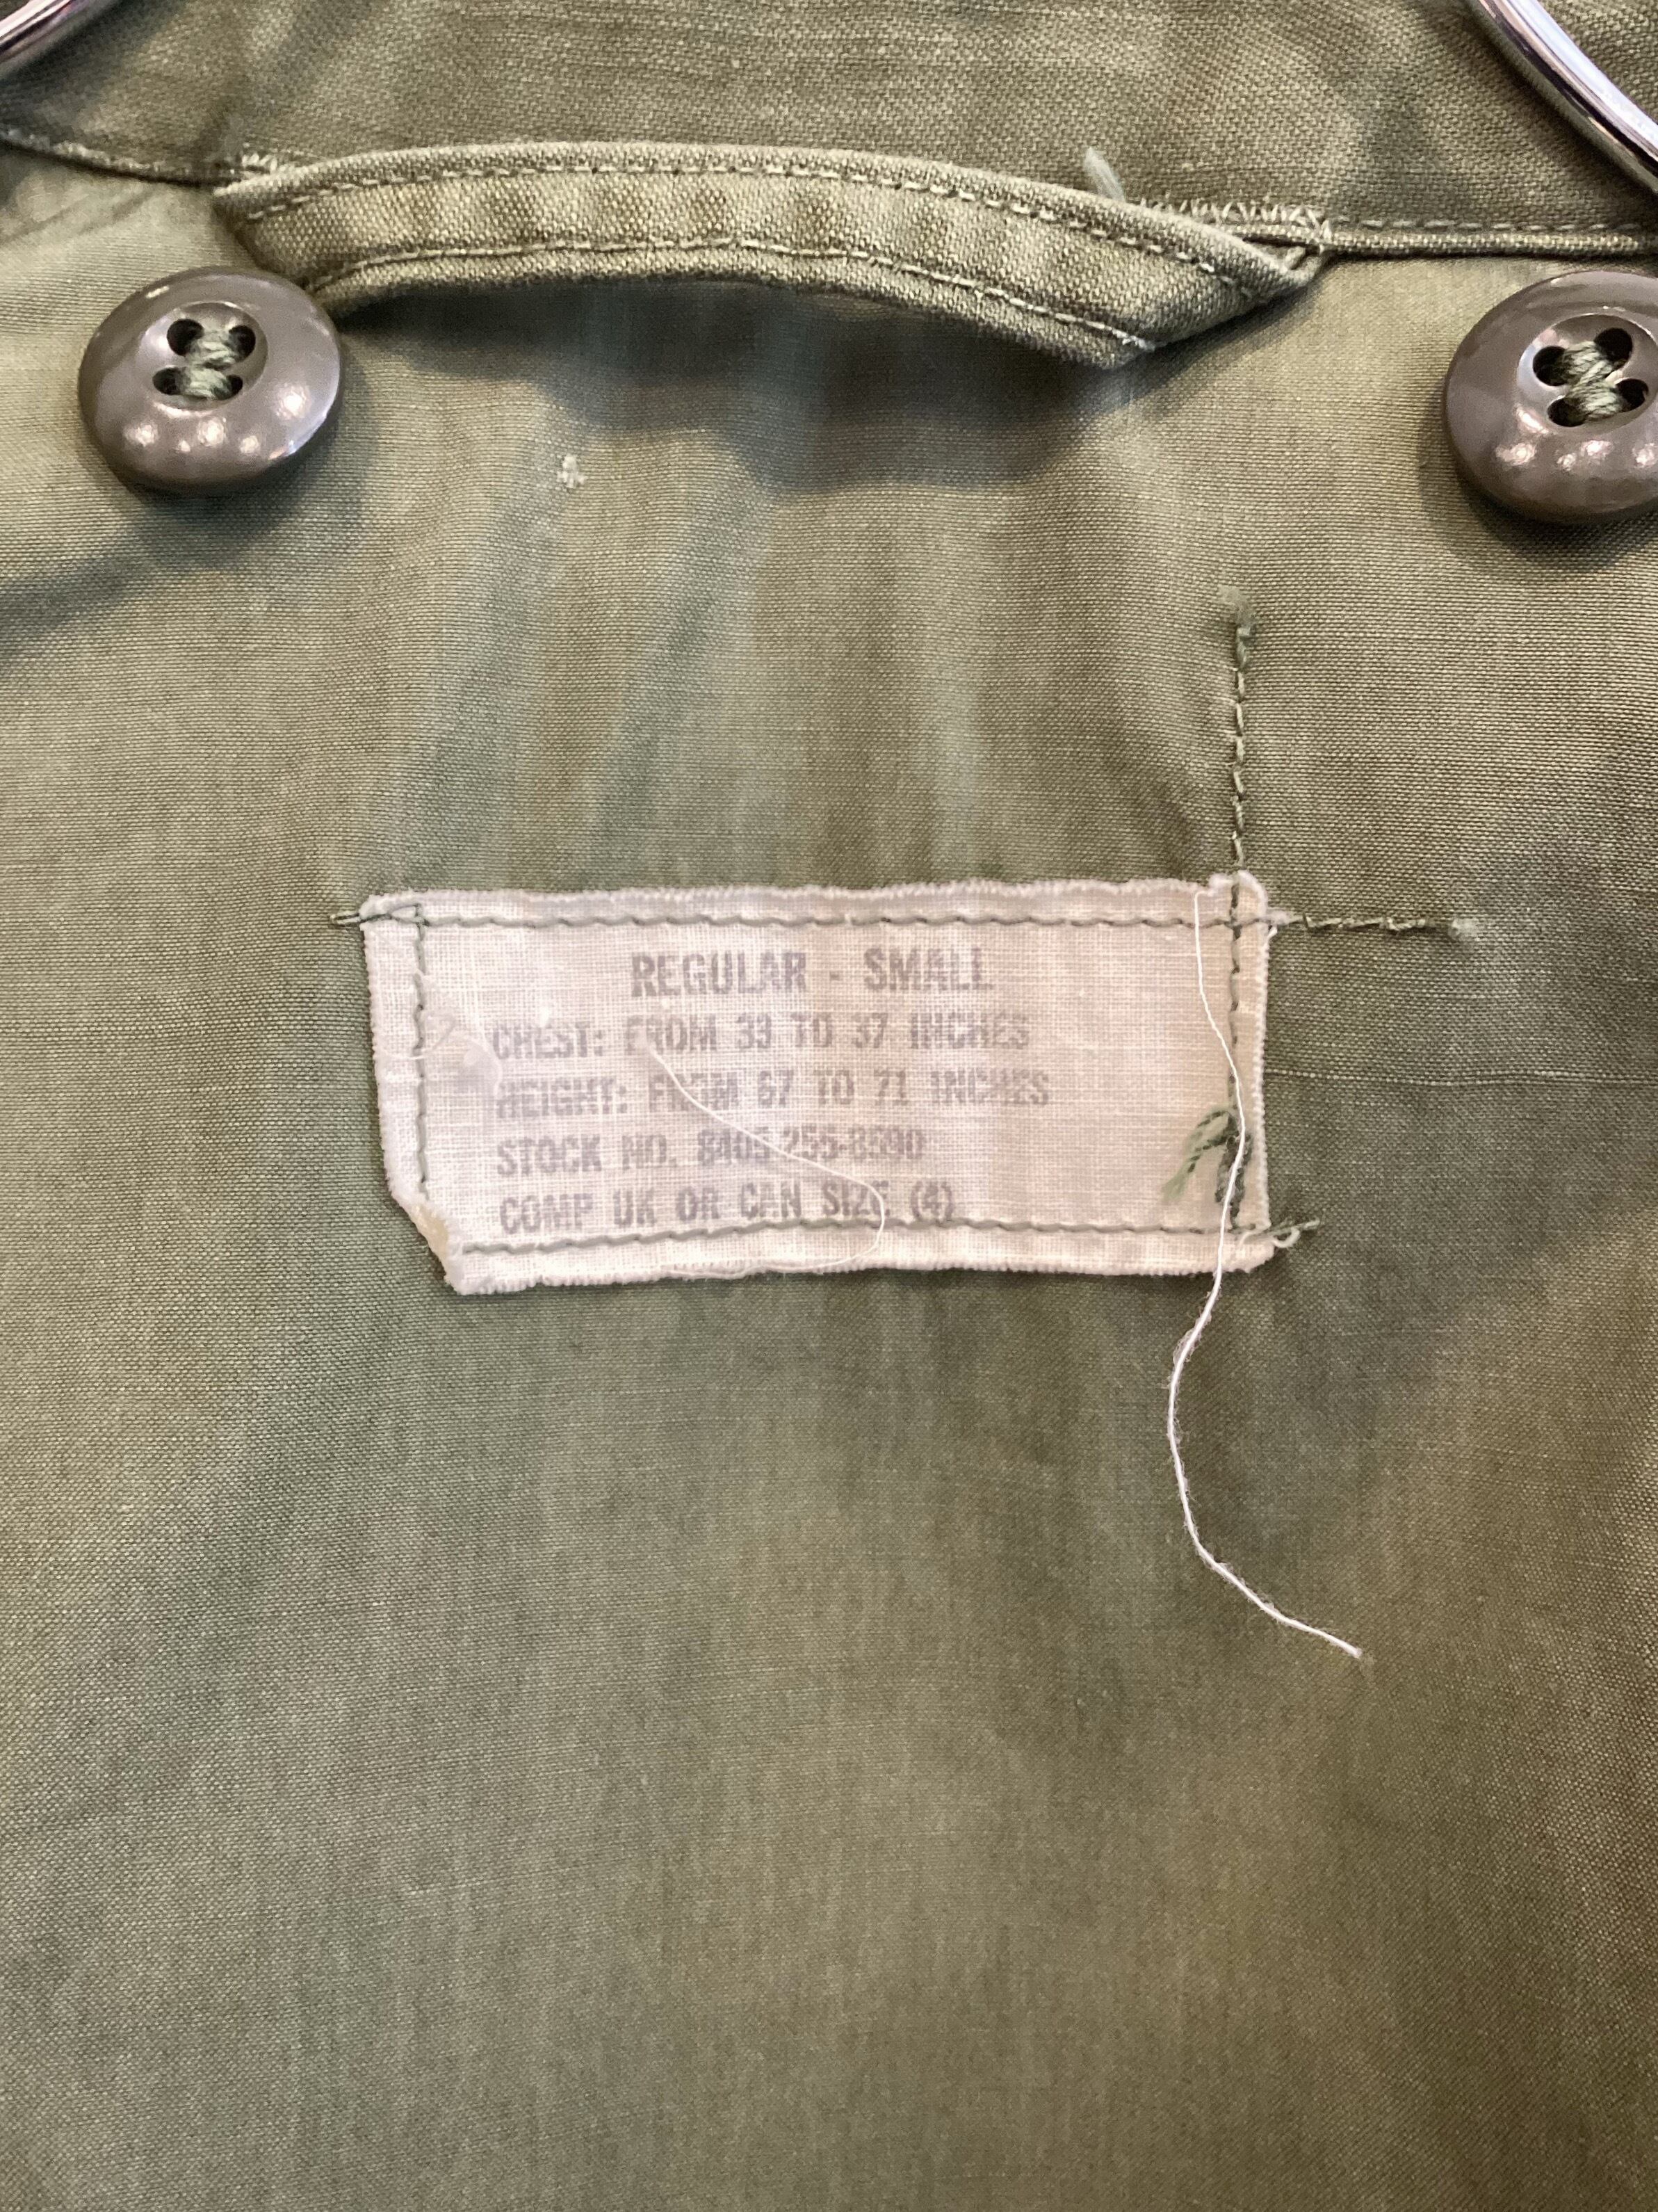 REGULAR - SMALL
CHEST: FROM 33 TO 37 INCHES
HEIGHT: FROM 67 TO 71 INCHES
STOCK NO. 8405-255-8590
COMP UK OR CAN SIZE (4)